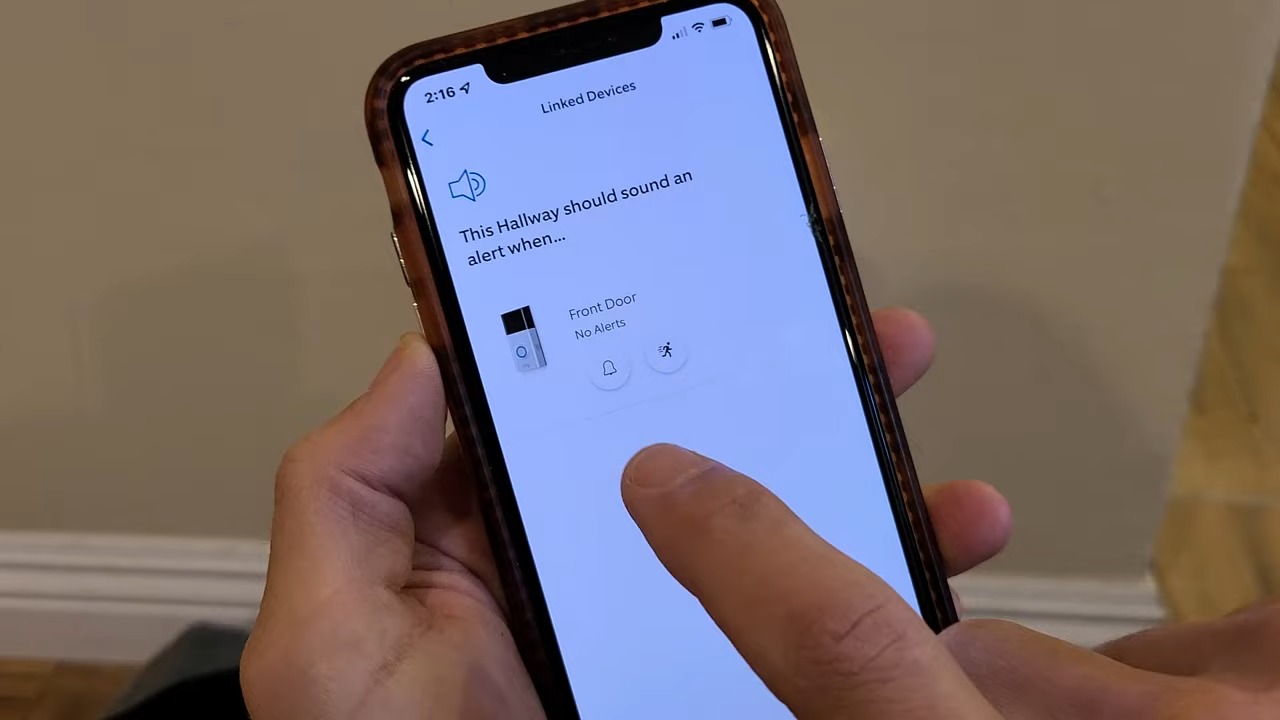 2:16
Linked Devices
This Hallway should sound an
alert when...
Front Door
No Alerts